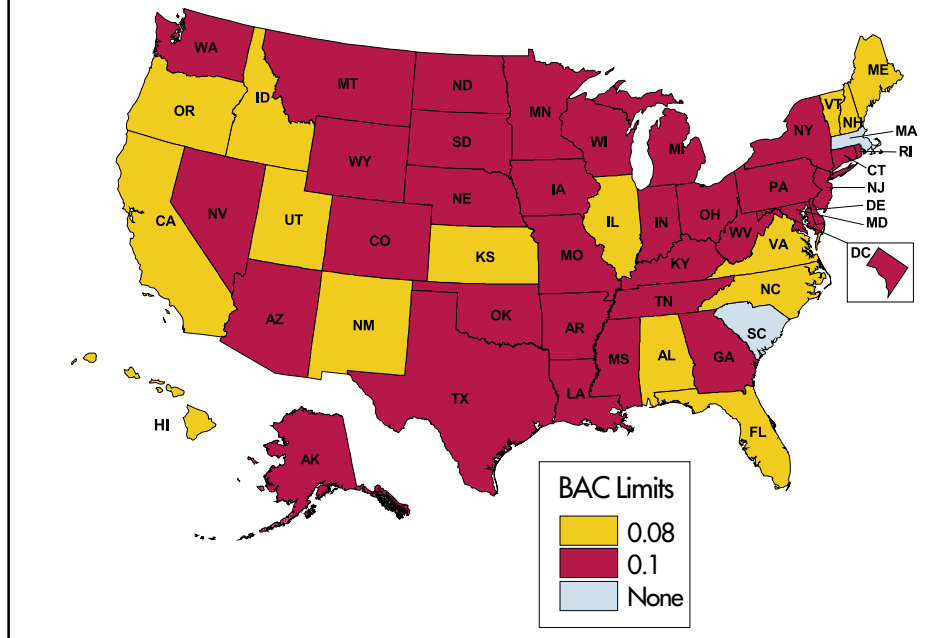 WA
MT
ND
MN
ME
VT
NH
OR
ID
WI
MI
NY
MA
RI
CT
SD
WY
IA
NE
PA
NJ
DE
MD
CA
NV
UT
CO
KS
MO
IL
IN
OH
WV
VA
DC
KY
NC
TN
AZ
NM
OK
AR
SC
MS
AL
GA
TX
LA
FL
HI
AK
BAC Limits
0.08
0.1
None